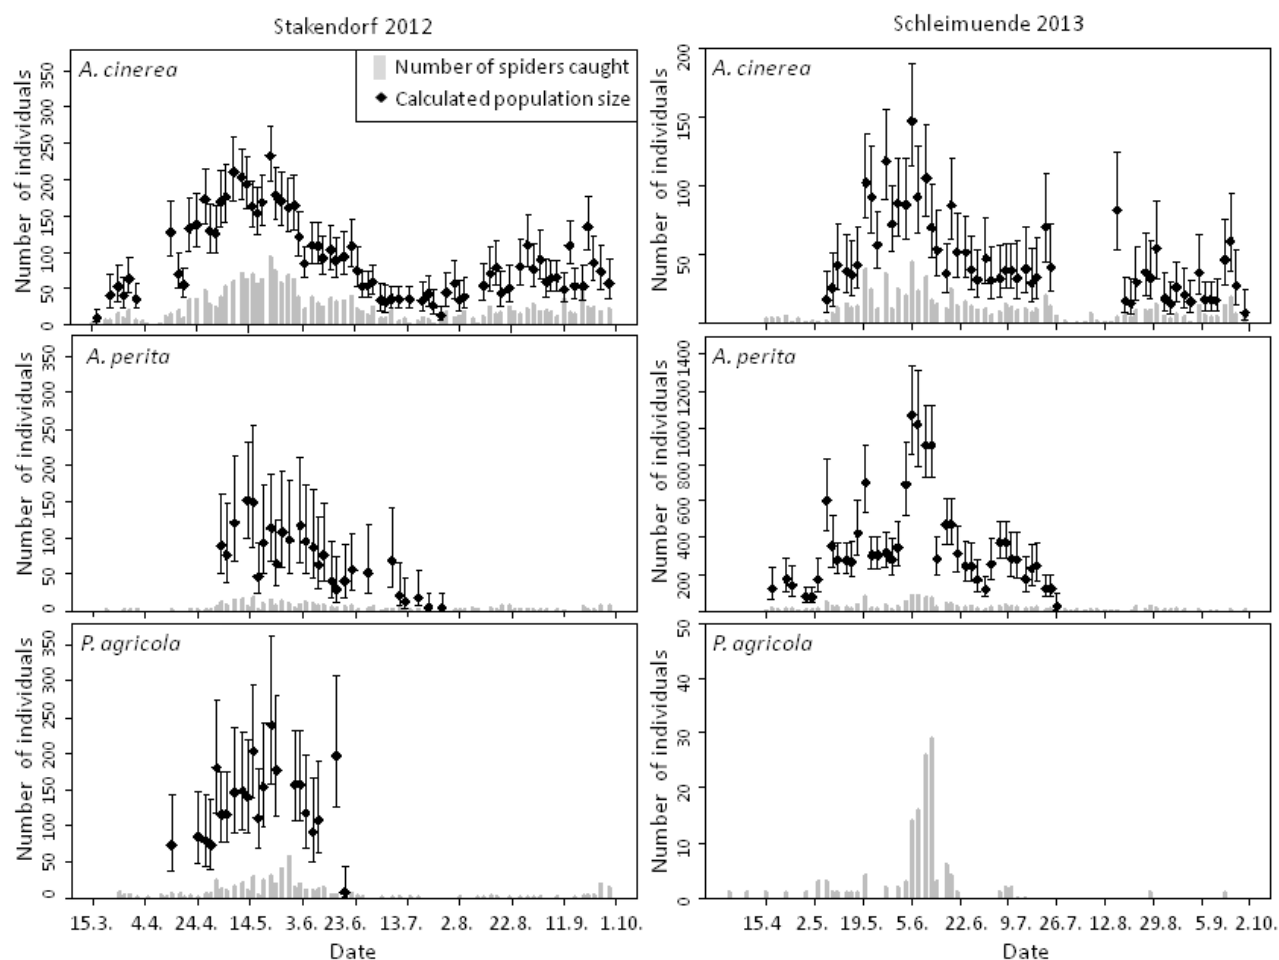 Stakendorf 2012
Schleimuende 2013
A. cinerea
Number of spiders caught
Calculated population size
Number of individuals
0 50 100 150 200 250 300 350
A. cinerea
Number of individuals
50 100 150 200
A. perita
Number of individuals
0 50 100 150 200 250 300 350
A. perita
Number of individuals
200 400 600 800 1000 1200 1400
P. agricola
Number of individuals
0 50 100 150 200 250 300 350
P. agricola
Number of individuals
0 10 20 30 40 50
15.3. 4.4. 24.4. 14.5. 3.6. 23.6. 13.7. 2.8. 22.8. 11.9. 1.10.
Date
15.4 2.5. 19.5. 5.6. 22.6. 9.7. 26.7. 12.8. 29.8. 5.9. 2.10.
Date